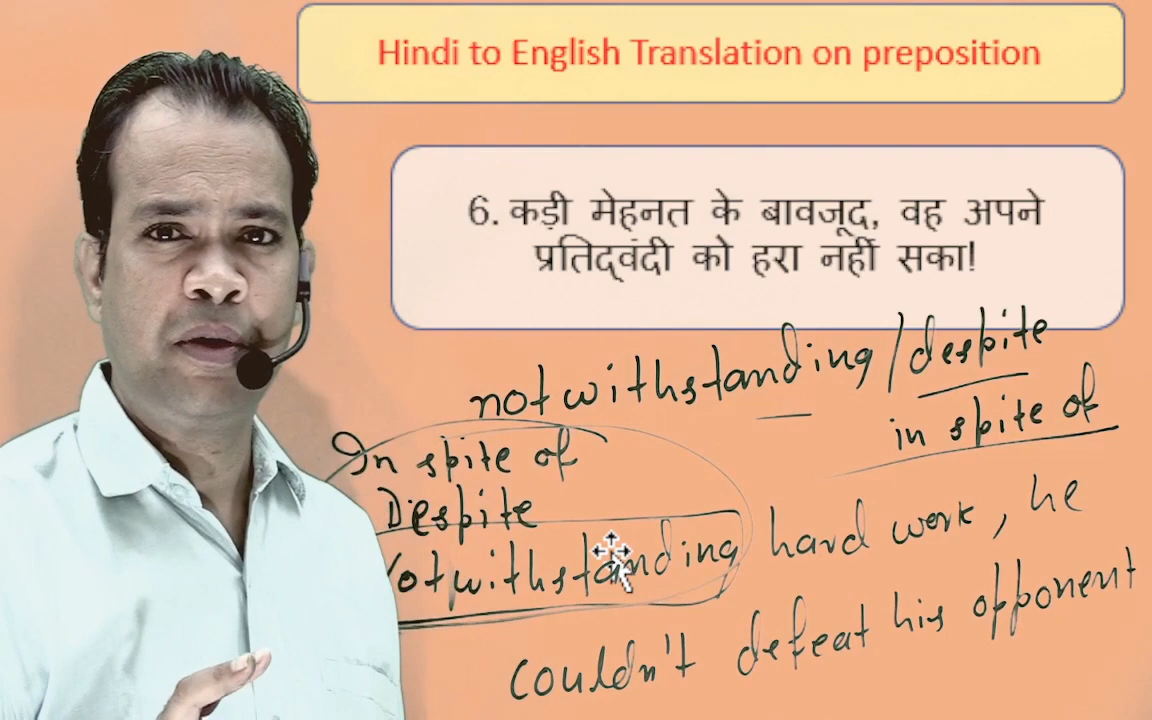 Hindi to English Translation on preposition
6. कड़ी मेहनत के बावजूद, वह अपने
प्रतिद्वंदी को हरा नहीं सका!
notwithstanding / despite
in spite of
In spite of
Despite
Notwithstanding hard work, he
couldn't defeat his opponent